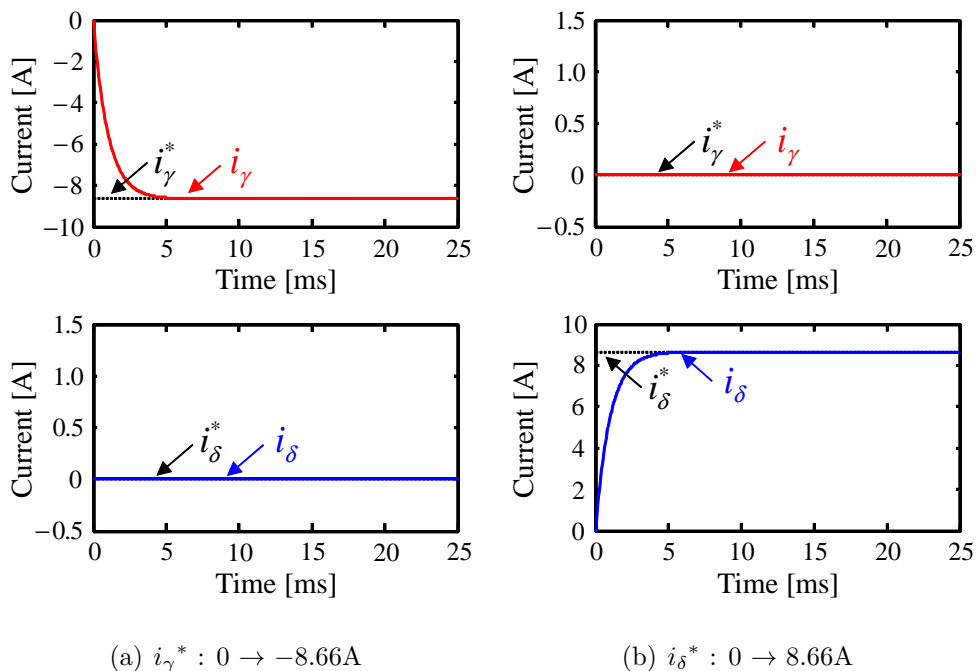 0
−2
−4
−6
−8
−10
Current [A]
iγ*
iγ
0 5 10 15 20 25
Time [ms]
1.5
1.0
0.5
0
−0.5
Current [A]
iγ*
iγ
0 5 10 15 20 25
Time [ms]
1.5
1.0
0.5
0
−0.5
Current [A]
iδ*
iδ
0 5 10 15 20 25
Time [ms]
10
8
6
4
2
0
Current [A]
iδ*
iδ
0 5 10 15 20 25
Time [ms]
(a) iγ* : 0 → −8.66A
(b) iδ* : 0 → 8.66A